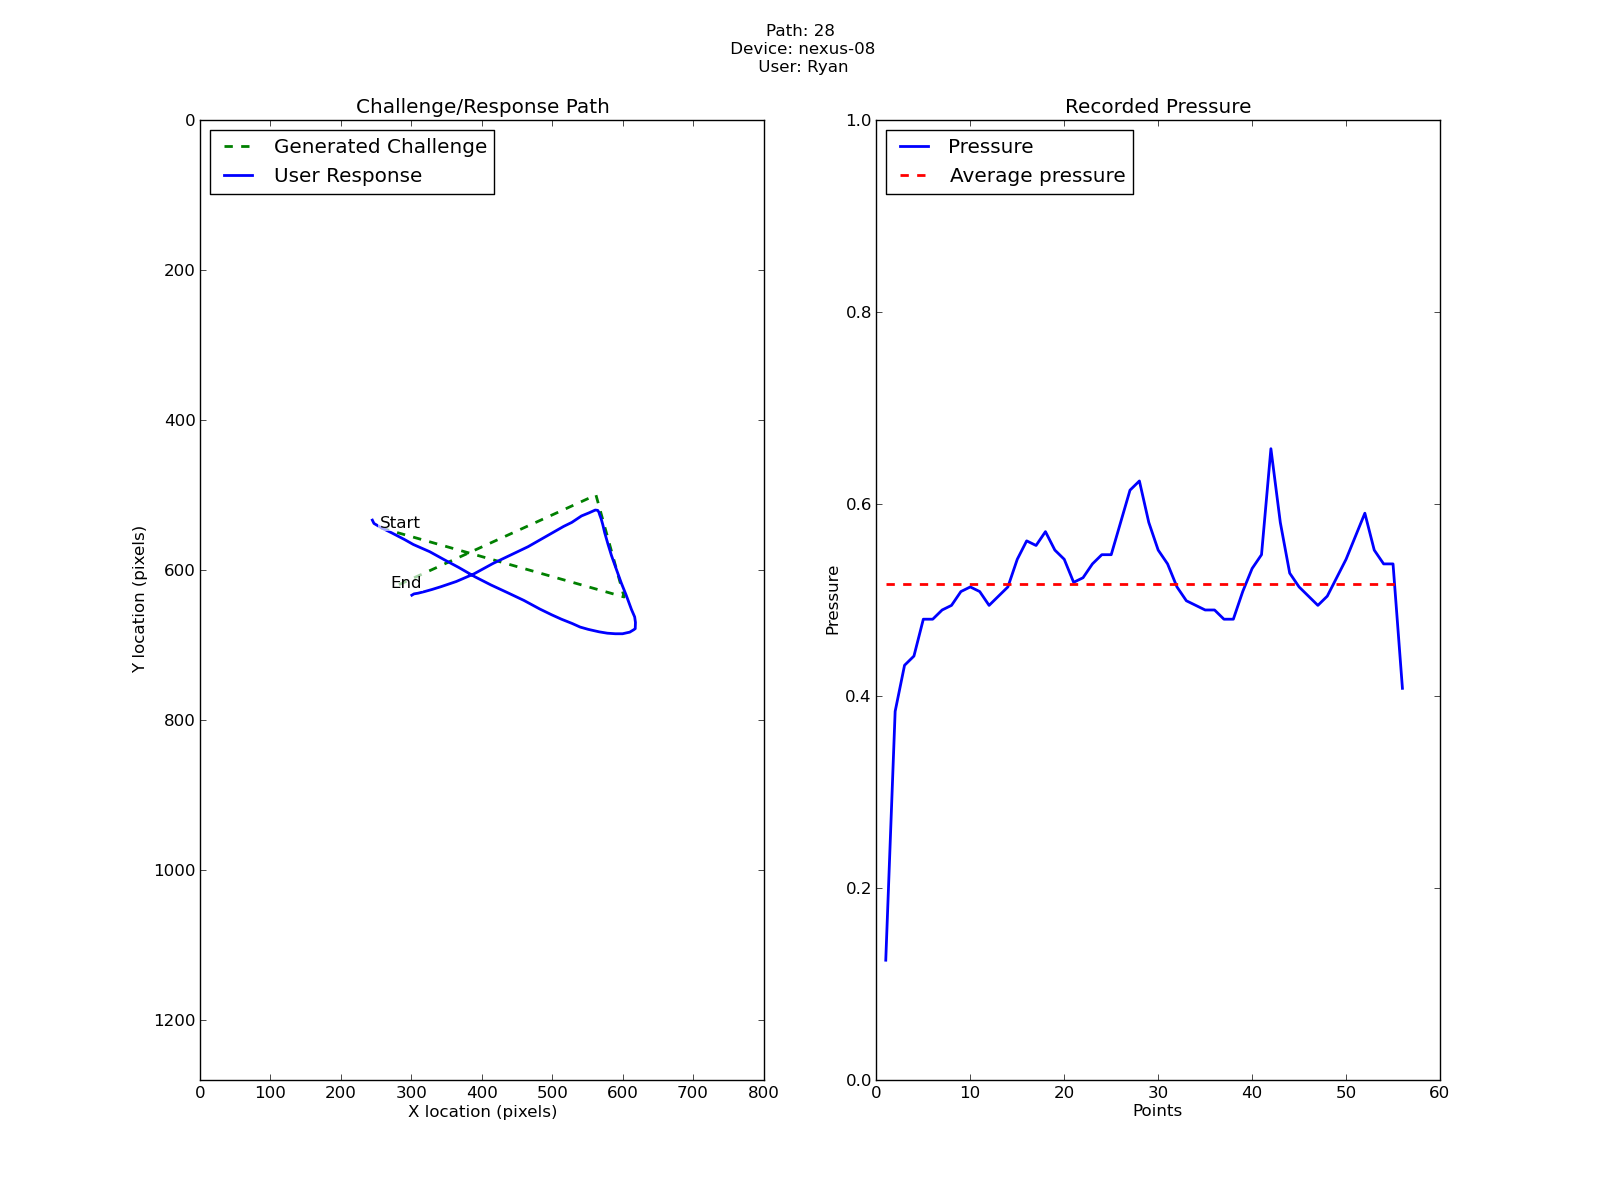 Path: 28
Device: nexus-08
User: Ryan
Challenge/Response Path
Generated Challenge
User Response
Start
End
0
200
400
600
800
1000
1200
Y location (pixels)
0 100 200 300 400 500 600 700 800
X location (pixels)
Recorded Pressure
Pressure
Average pressure
1.0
0.8
0.6
0.4
0.2
0.0
Pressure
0 10 20 30 40 50 60
Points